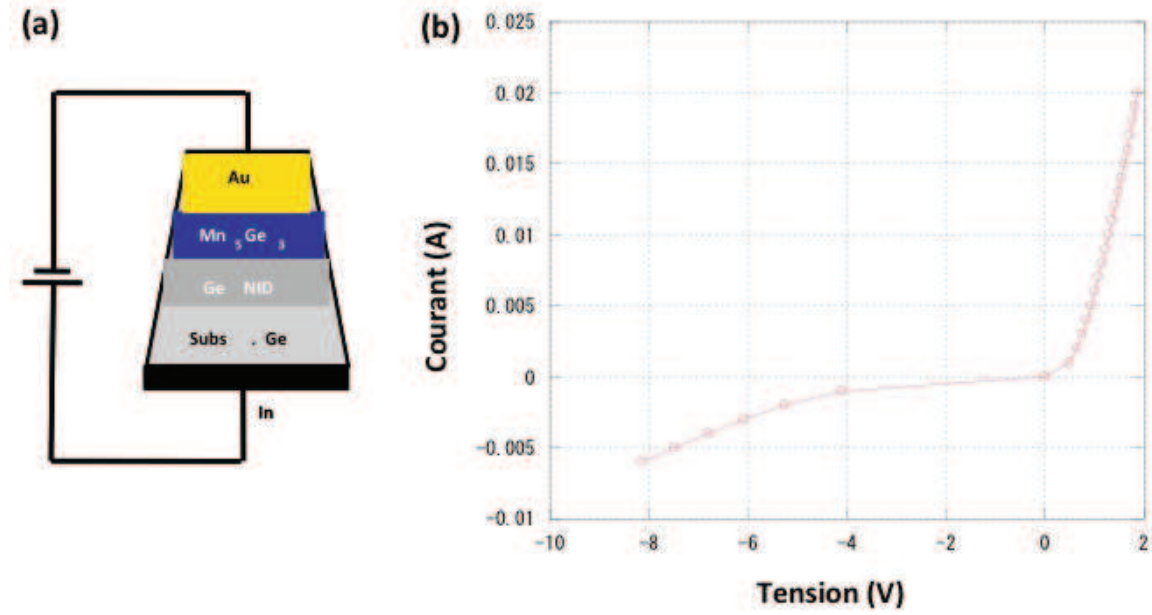 (a)
Au
Mn 5 Ge 3
Ge NID
Subs . Ge
In
(b)
Courant (A)
0.025
0.02
0.015
0.01
0.005
0
-0.005
-0.01
-10 -8 -6 -4 -2 0 2
Tension (V)